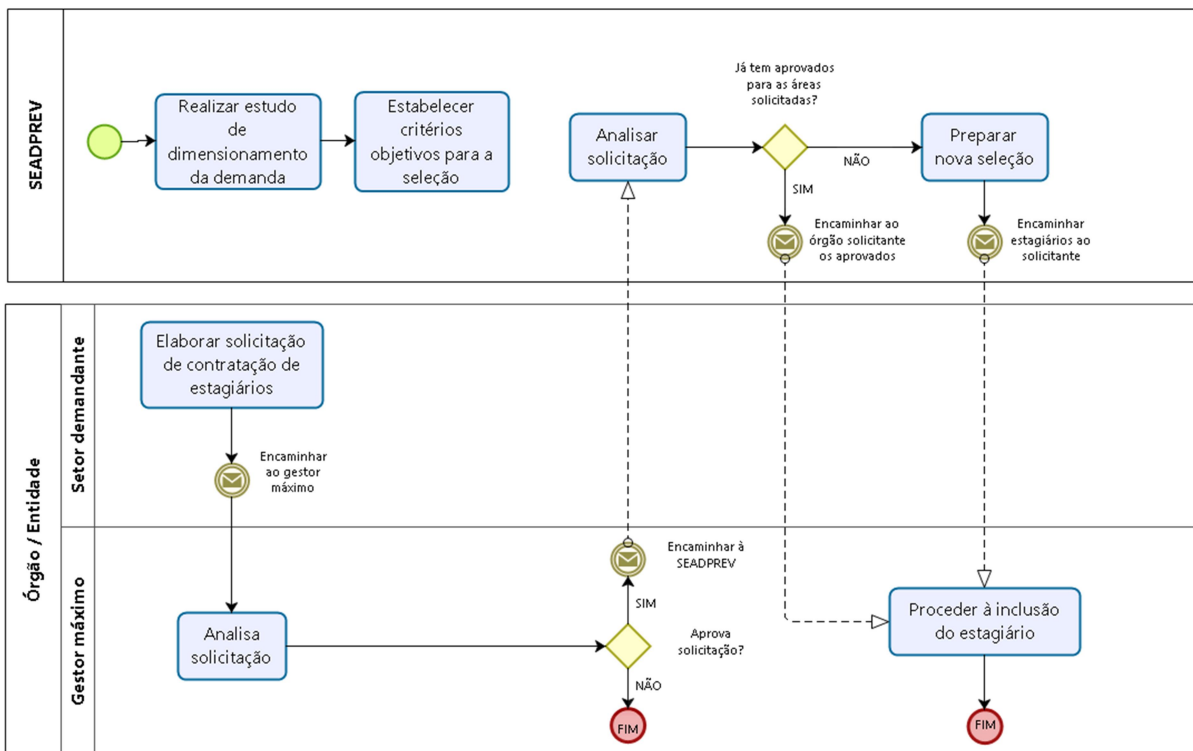 SEADPREV
Realizar estudo
de
dimensionamento
da demanda
Estabelecer
critérios
objetivos para a
seleção
Analisar
solicitação
Já tem aprovados
para as áreas
solicitadas?
NÃO
SIM
Preparar
nova seleção
Encaminhar ao
órgão solicitante
os aprovados
Encaminhar
estagiários ao
solicitante
Órgão / Entidade
Setor demandante
Elaborar solicitação
de contratação de
estagiários
Encaminhar
ao gestor
máximo
Gestor máximo
Analisa
solicitação
Encaminhar à
SEADPREV
SIM
Aprova
solicitação?
NÃO
FIM
Proceder à inclusão
do estagiário
FIM